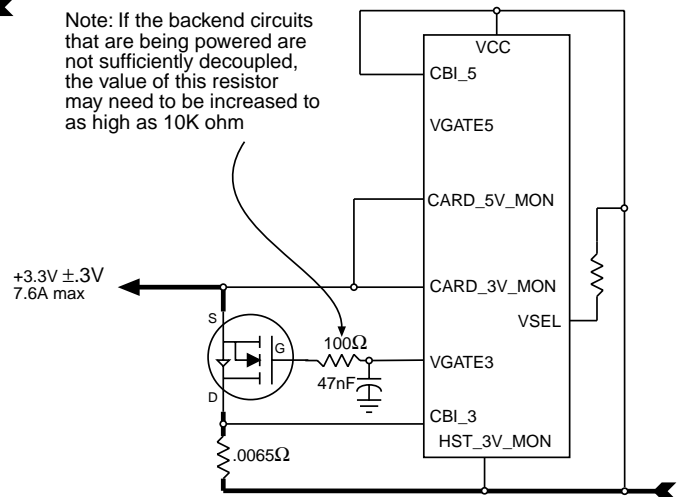 Note: If the backend circuits
that are being powered are
not sufficiently decoupled,
the value of this resistor
may need to be increased to
as high as 10K ohm
VCC
CBI_5
VGATE5
CARD_5V_MON
+3.3V ±.3V
7.6A max
CARD_3V_MON
VSEL
S
G
100Ω
VGATE3
47nF
D
CBI_3
HST_3V_MON
.0065Ω